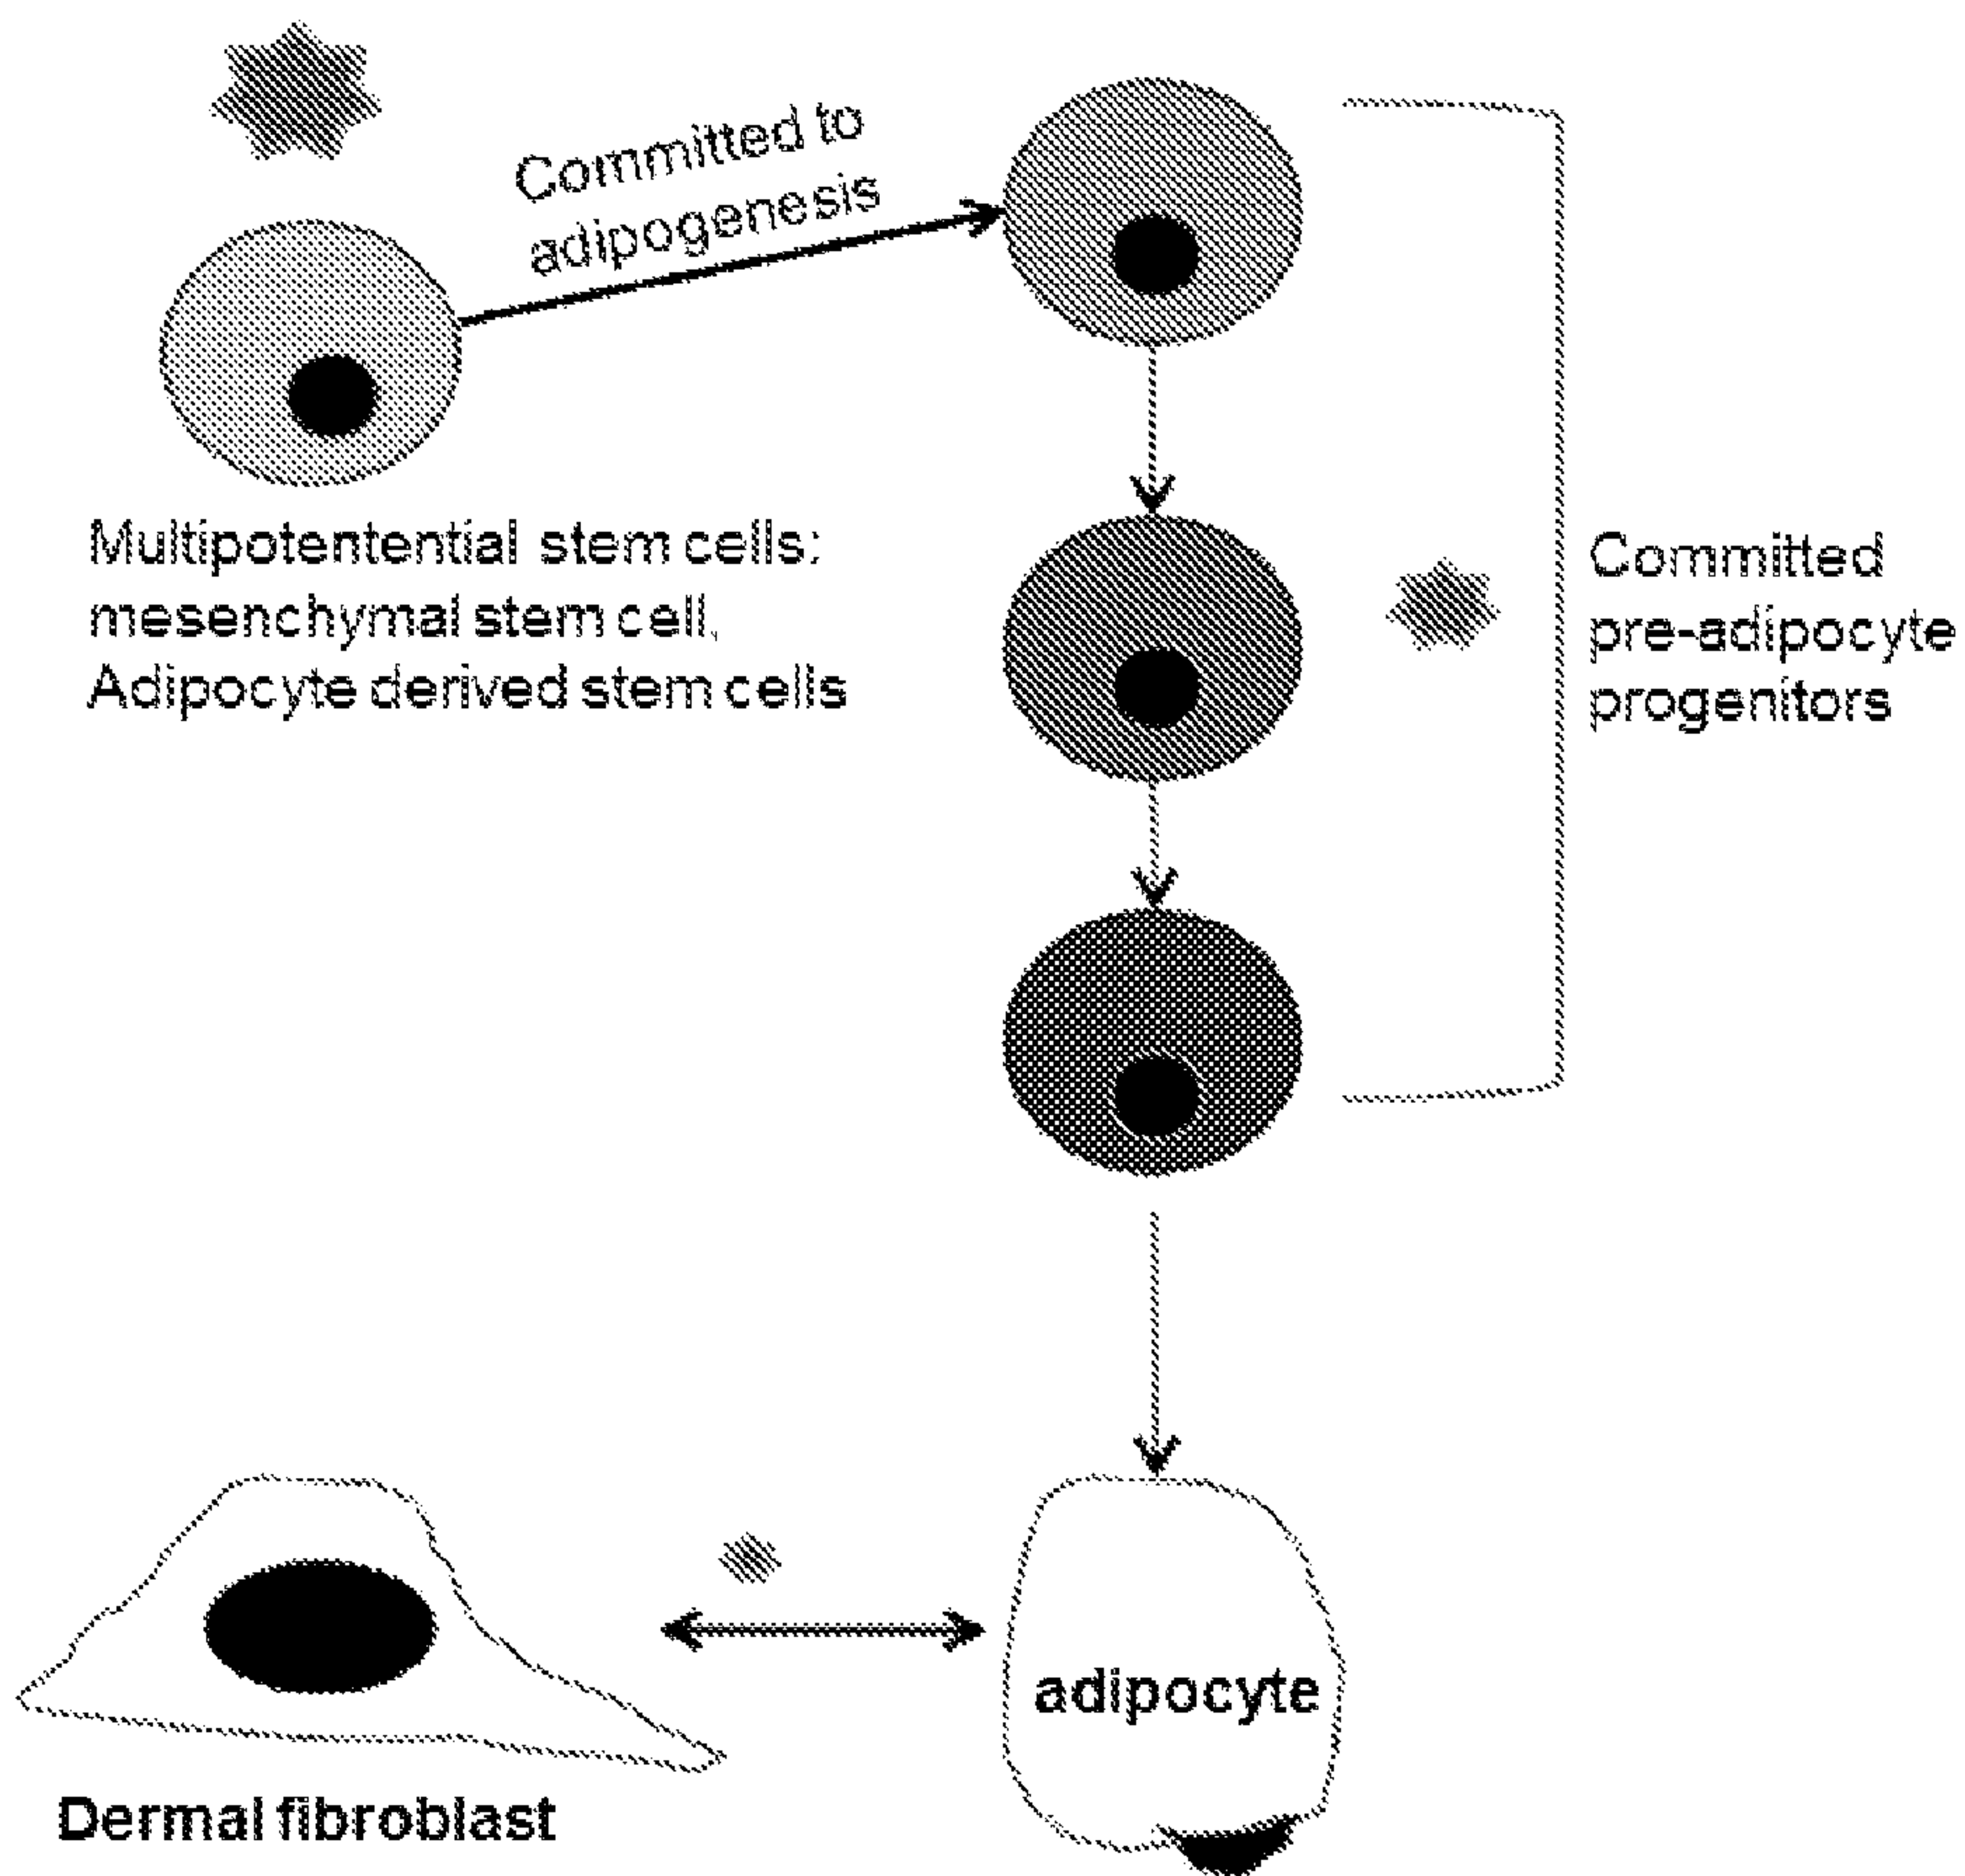 Committed to
adipogenesis
Multipotentential stem cells:
mesenchymal stem cell,
Adipocyte derived stem cells
Committed
pre-adipocyte
progenitors
adipocyte
Dermal fibroblast